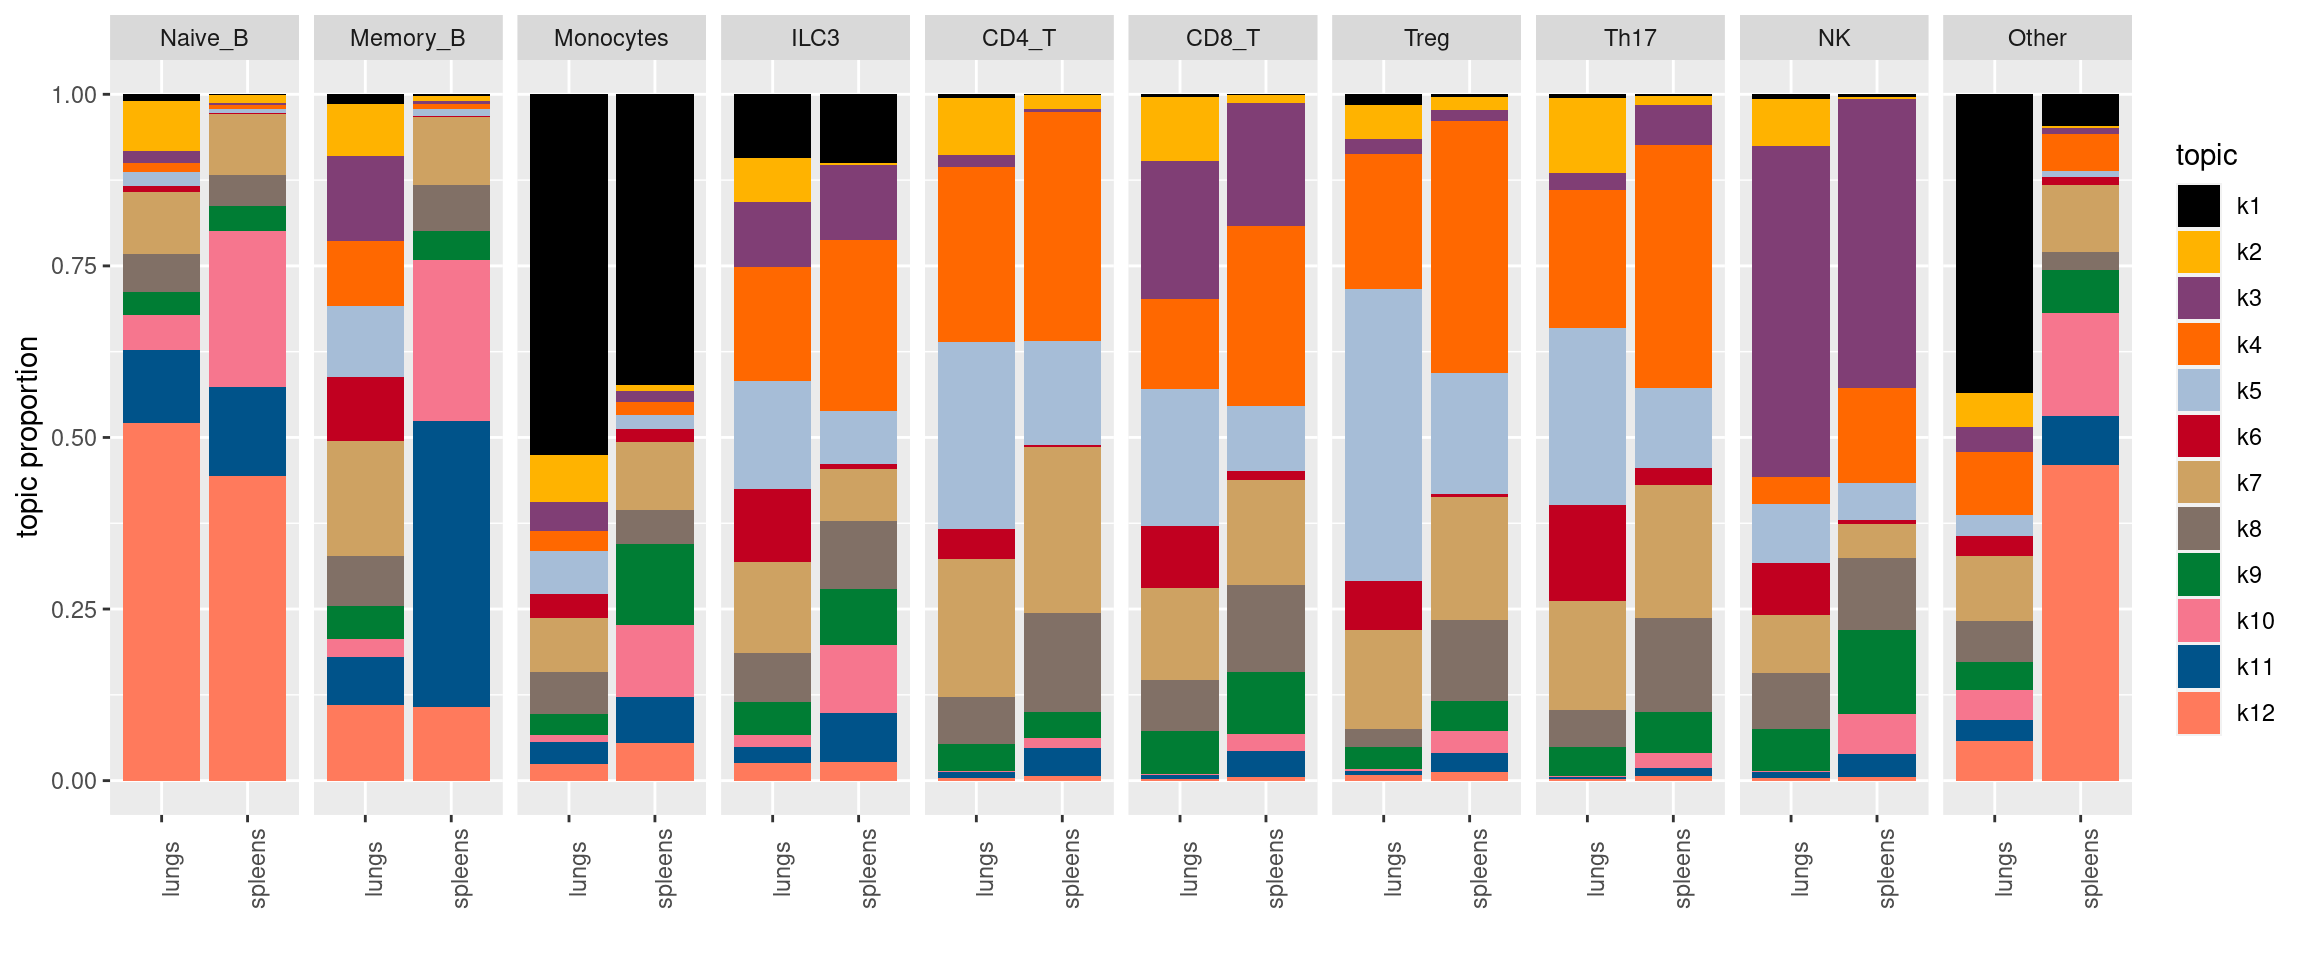 Naive_B Memory_B Monocytes ILC3 CD4_T CD8_T Treg Th17 NK Other
1.00
0.75
0.50
0.25
0.00
topic proportion
lungs spleens lungs spleens lungs spleens lungs spleens lungs spleens lungs spleens lungs spleens lungs spleens lungs spleens lungs spleens
topic
k1
k2
k3
k4
k5
k6
k7
k8
k9
k10
k11
k12